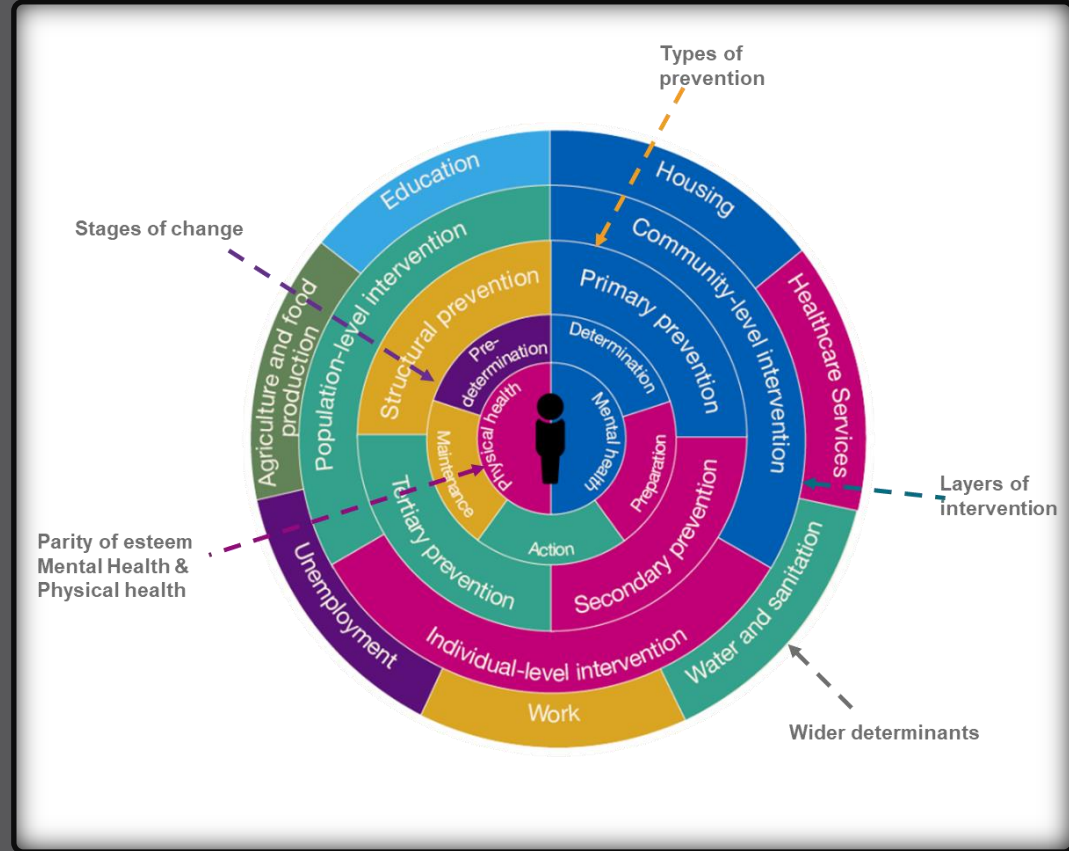 Types of
prevention
Stages of change
Parity of esteem
Mental Health &
Physical health
Layers of
intervention
Wider determinants
Education
Housing
Healthcare Services
Water and sanitation
Work
Unemployment
Agriculture and food
production
Population-level intervention
Community-level intervention
Individual-level intervention
Structural prevention
Primary prevention
Secondary prevention
Tertiary prevention
Pre-
determination
Determination
Preparation
Action
Maintenance
Physical health
Mental health